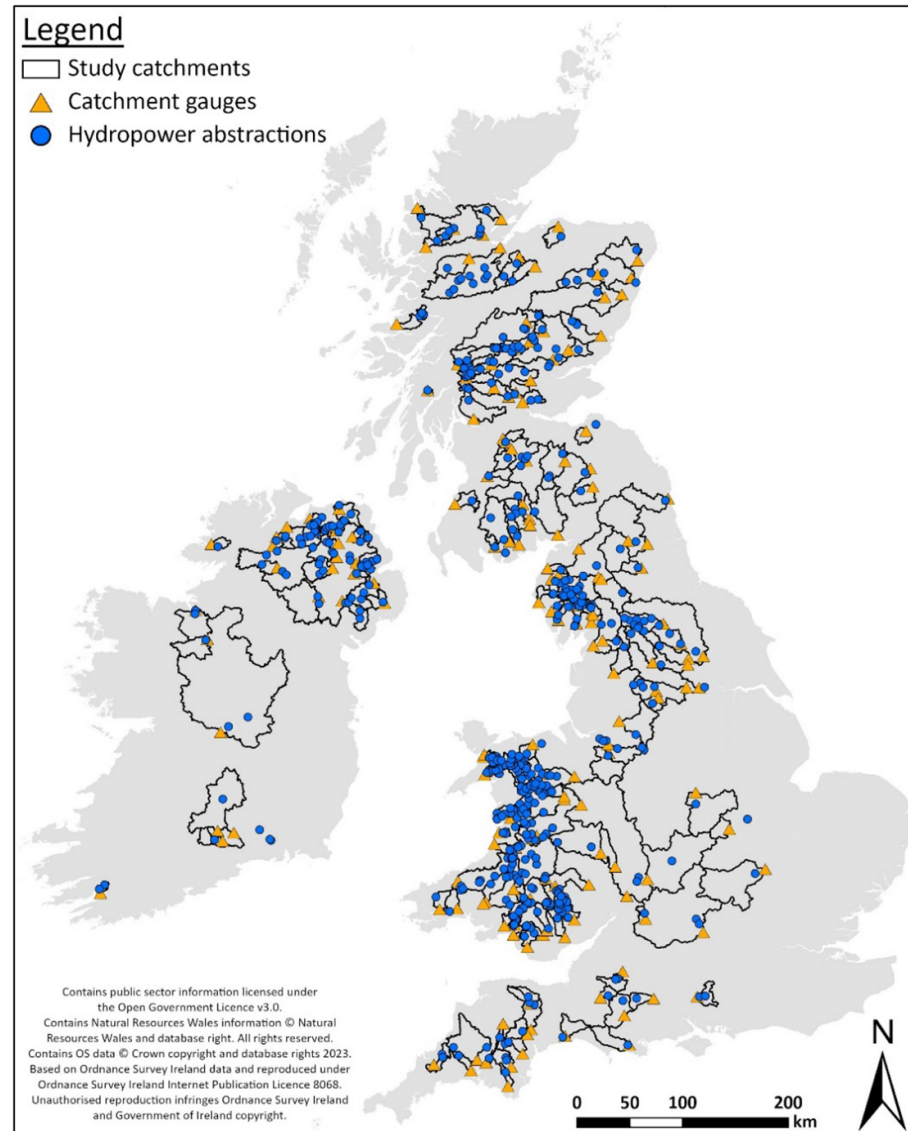 Legend
Study catchments
Catchment gauges
Hydropower abstractions
Contains public sector information licensed under
the Open Government Licence v3.0.
Contains Natural Resources Wales information © Natural
Resources Wales and database right. All rights reserved.
Contains OS data © Crown copyright and database rights 2023.
Based on Ordnance Survey Ireland data and reproduced under
Ordnance Survey Ireland Internet Publication Licence 8068.
Unauthorised reproduction infringes Ordnance Survey Ireland
and Government of Ireland copyright.
N
0 50 100 200
km